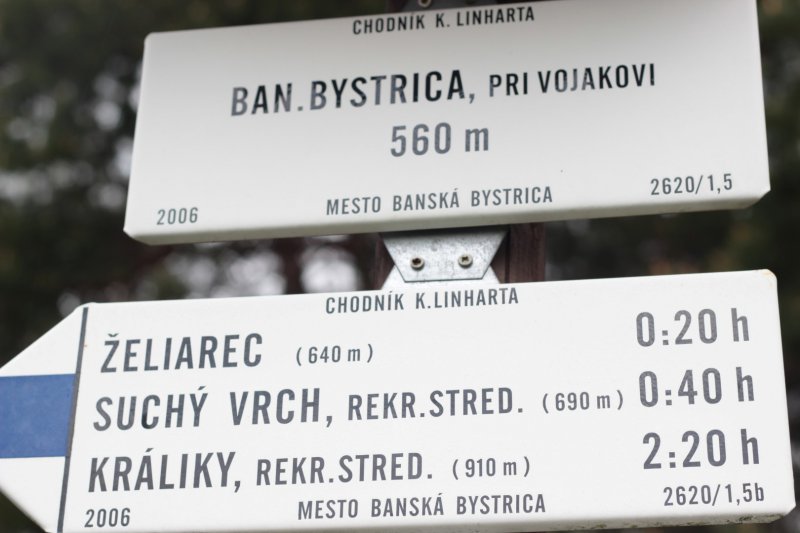 CHODNÍK K. LINHARTA
BAN.BYSTRICA, PRI VOJAKOVI
560 m
2006 MESTO BANSKÁ BYSTRICA 2620/1,5
CHODNÍK K.LINHARTA
ŽELIAREC (640 m) 0:20 h
SUCHÝ VRCH, REKR.STRED. (690 m) 0:40 h
KRÁLIKY, REKR.STRED. (910 m) 2:20 h
2006 MESTO BANSKÁ BYSTRICA 2620/1,5b